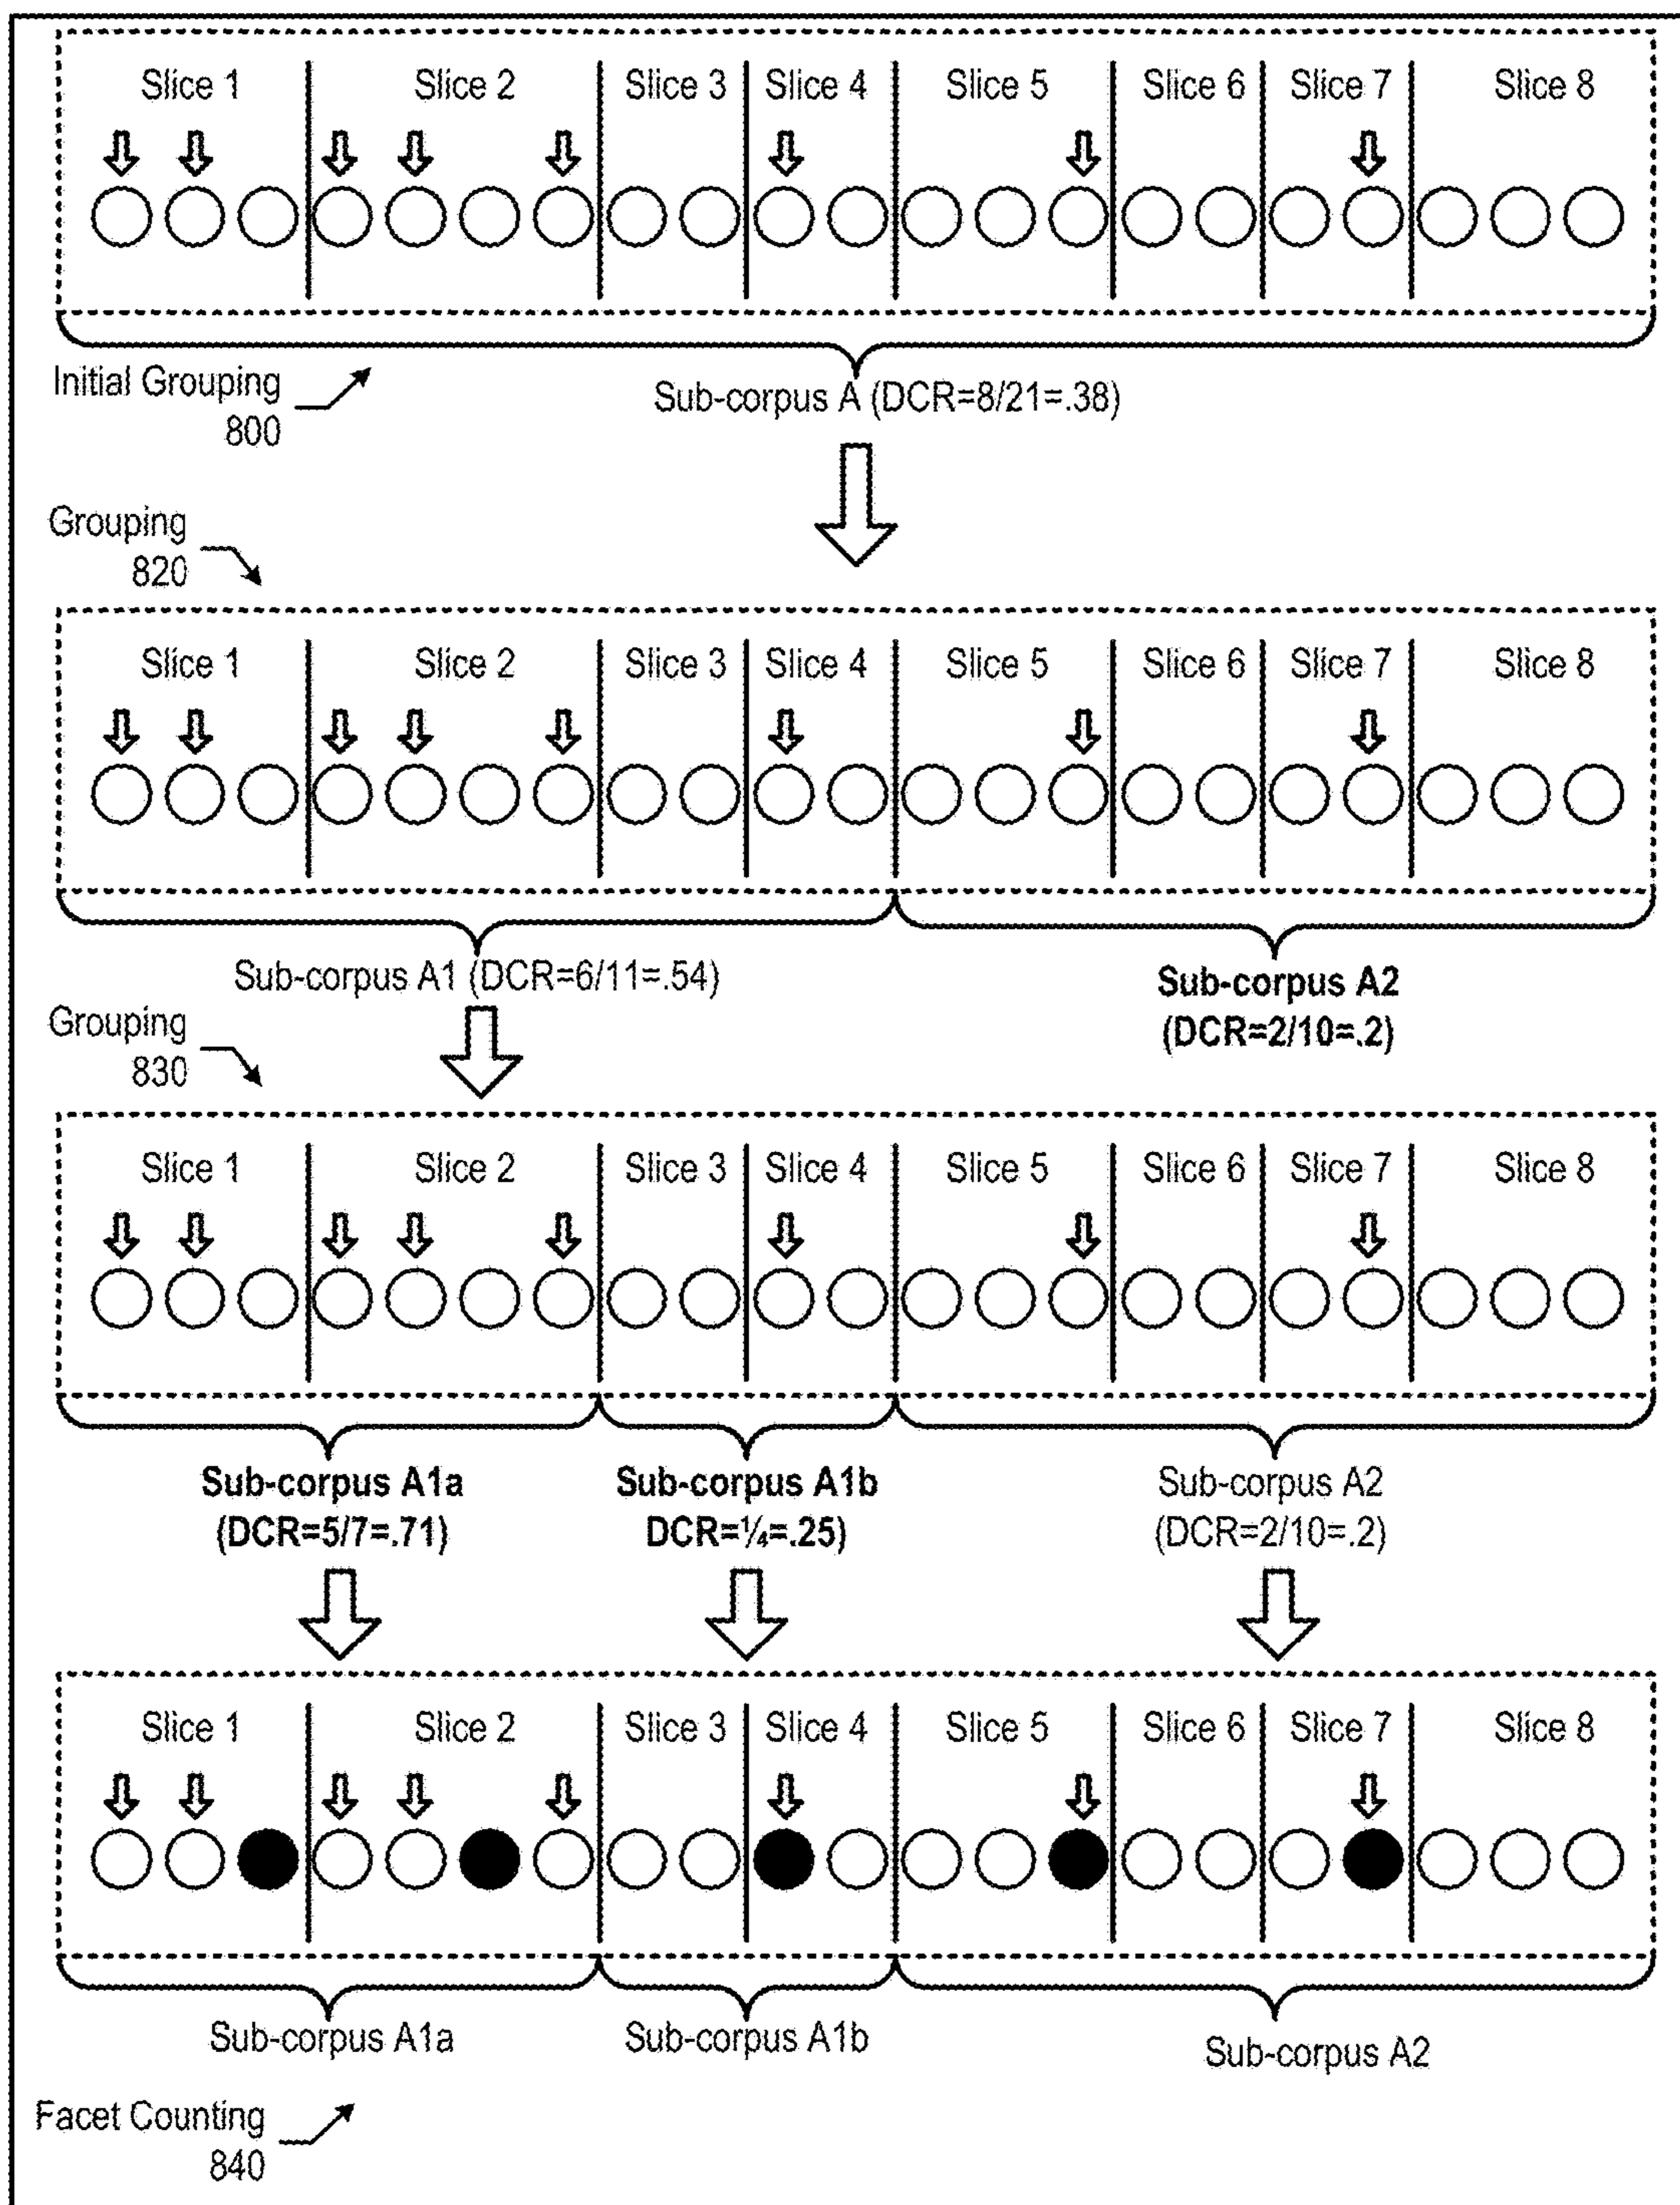 Slice 1 Slice 2 Slice 3 Slice 4 Slice 5 Slice 6 Slice 7 Slice 8
Initial Grouping
800
Sub-corpus A (DCR=8/21=.38)
Grouping
820
Slice 1 Slice 2 Slice 3 Slice 4 Slice 5 Slice 6 Slice 7 Slice 8
Sub-corpus A1 (DCR=6/11=.54)
Sub-corpus A2
(DCR=2/10=.2)
Grouping
830
Slice 1 Slice 2 Slice 3 Slice 4 Slice 5 Slice 6 Slice 7 Slice 8
Sub-corpus A1a
(DCR=5/7=.71)
Sub-corpus A1b
DCR=¼=.25)
Sub-corpus A2
(DCR=2/10=.2)
Slice 1 Slice 2 Slice 3 Slice 4 Slice 5 Slice 6 Slice 7 Slice 8
Sub-corpus A1a
Sub-corpus A1b
Sub-corpus A2
Facet Counting
840